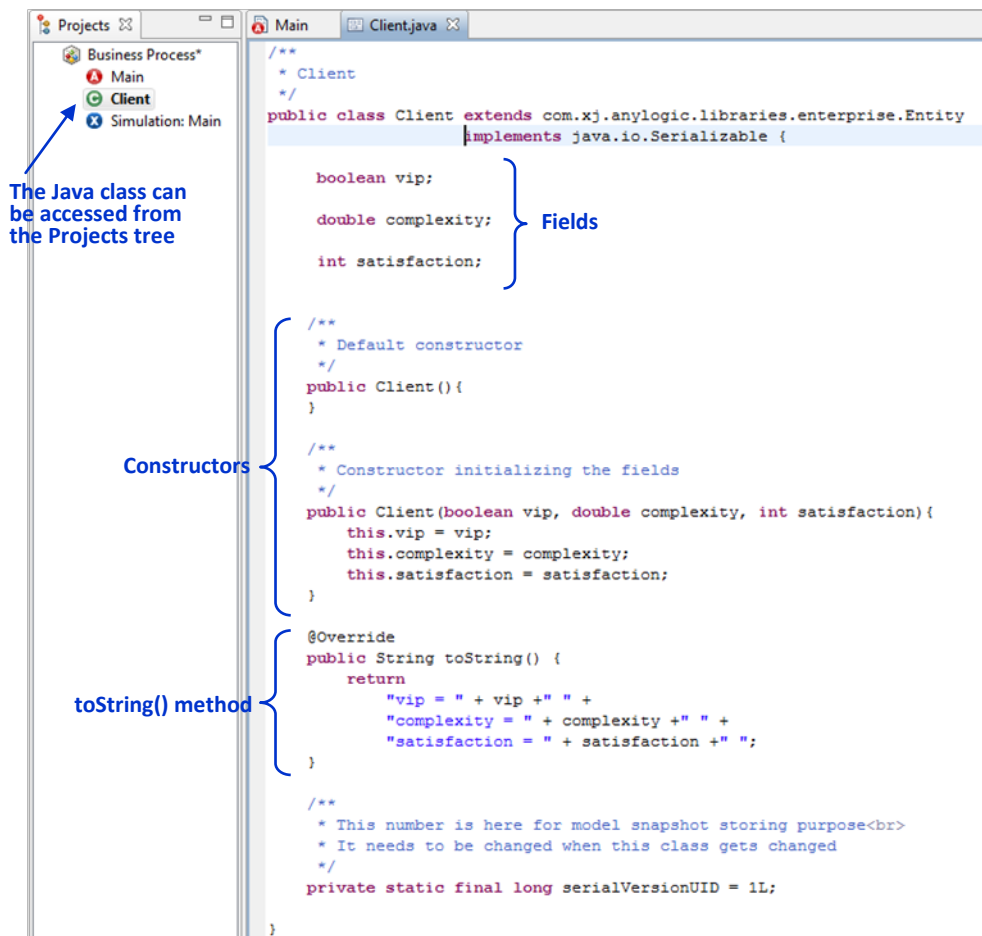 Projects
Business Process*
Main
Client
Simulation: Main
The Java class can
be accessed from
the Projects tree
Main
Client.java
/**
* Client
*/
public class Client extends com.xj.anylogic.libraries.enterprise.Entity
implements java.io.Serializable {
boolean vip;
double complexity;
int satisfaction;
Fields
/**
* Default constructor
*/
public Client(){
}
/**
* Constructor initializing the fields
*/
public Client(boolean vip, double complexity, int satisfaction){
this.vip = vip;
this.complexity = complexity;
this.satisfaction = satisfaction;
}
Constructors
@Override
public String toString() {
return
"vip = " + vip +" " +
"complexity = " + complexity +" " +
"satisfaction = " + satisfaction +" ";
}
toString() method
/**
* This number is here for model snapshot storing purpose<br>
* It needs to be changed when this class gets changed
*/
private static final long serialVersionUID = 1L;
}